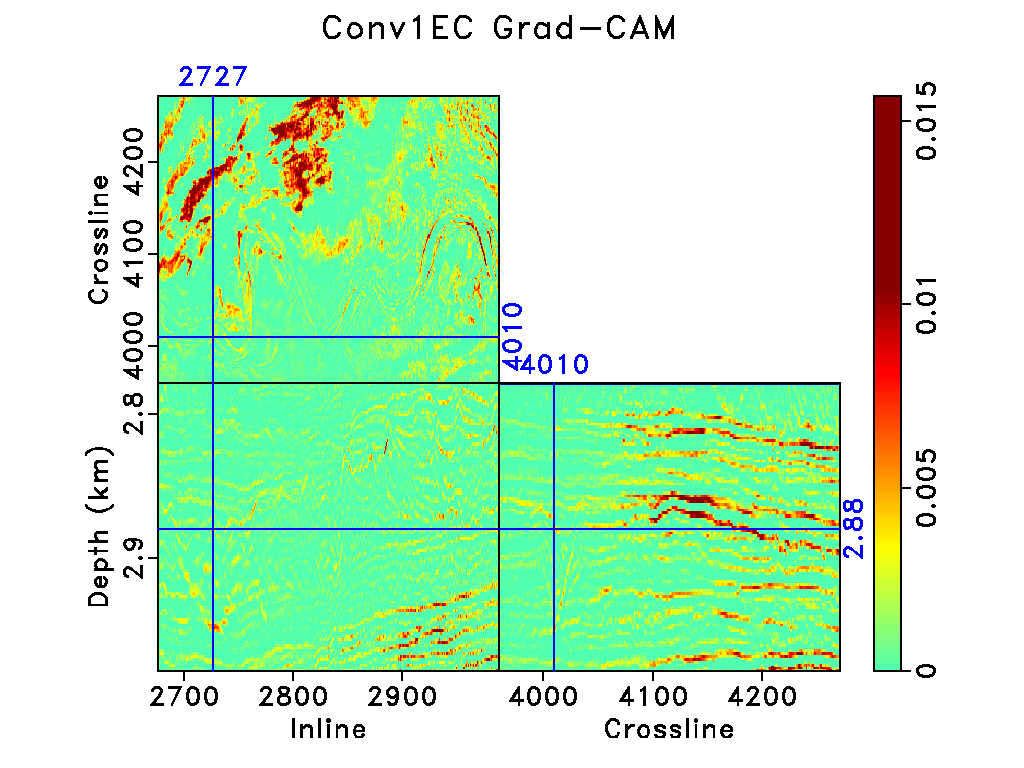 Conv1EC Grad-CAM
2727
Crossline
4200
4100
4000
4010
4010
Depth (km)
2.8
2.9
2.88
2700 2800 2900
Inline
4000 4100 4200
Crossline
0.015
0.01
0.005
0